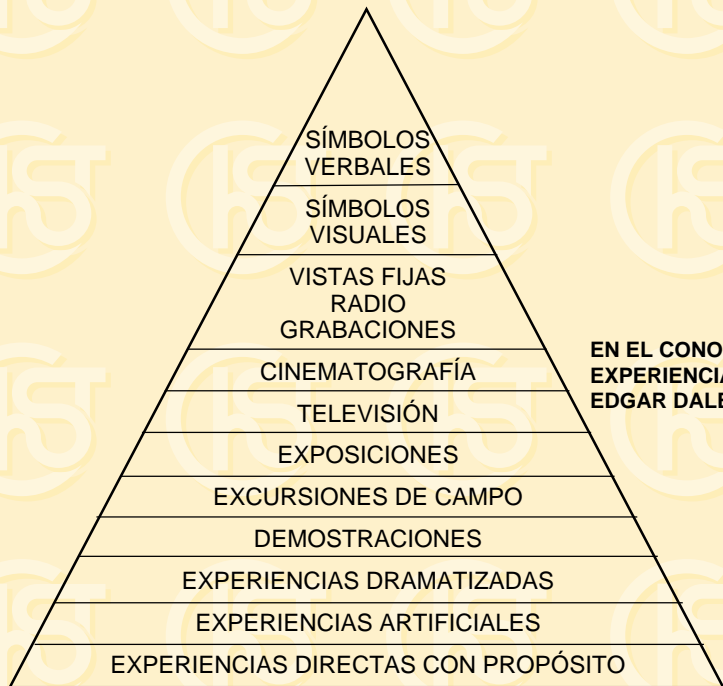 SÍMBOLOS
VERBALES
SÍMBOLOS
VISUALES
VISTAS FIJAS
RADIO
GRABACIONES
CINEMATOGRAFÍA
TELEVISIÓN
EXPOSICIONES
EXCURSIONES DE CAMPO
DEMOSTRACIONES
EXPERIENCIAS DRAMATIZADAS
EXPERIENCIAS ARTIFICIALES
EXPERIENCIAS DIRECTAS CON PROPÓSITO
EN EL CONO
EDGAR DALE